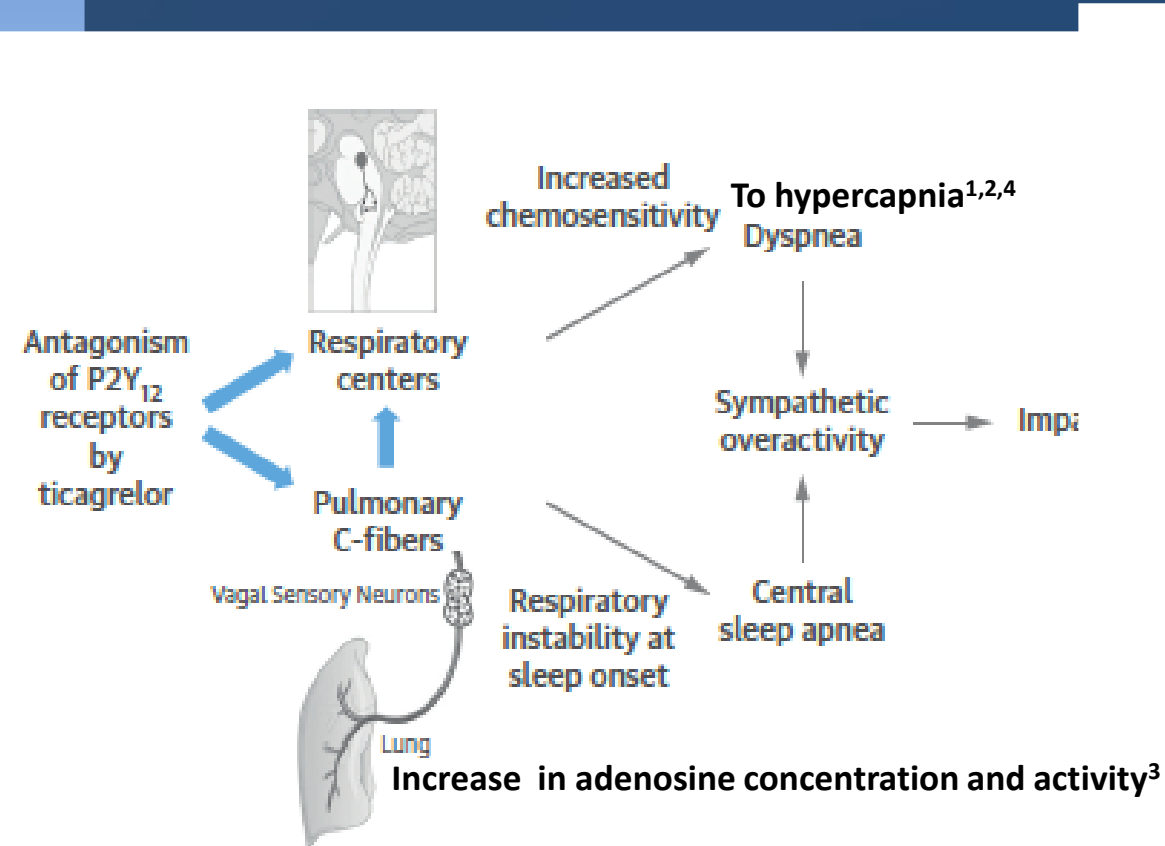 Antagonism
of P2Y12
receptors
by
ticagrelor
Respiratory
centers
Pulmonary
C-fibers
Vagal Sensory Neurons
Lung
Increased
chemosensitivity
To hypercapnia1,2,4
Dyspnea
Sympathetic
overactivity
Respiratory
instability at
sleep onset
Central
sleep apnea
Increase in adenosine concentration and activity3